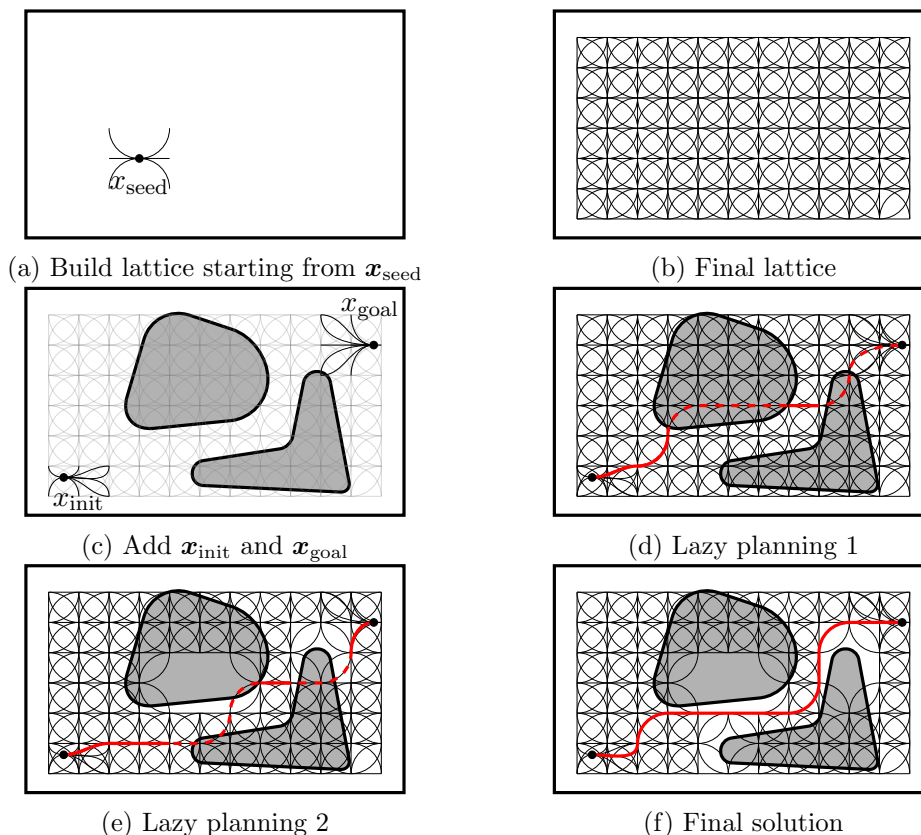 x_seed
(a) Build lattice starting from x_seed
(b) Final lattice
x_goal
x_init
(c) Add x_init and x_goal
(d) Lazy planning 1
(e) Lazy planning 2
(f) Final solution